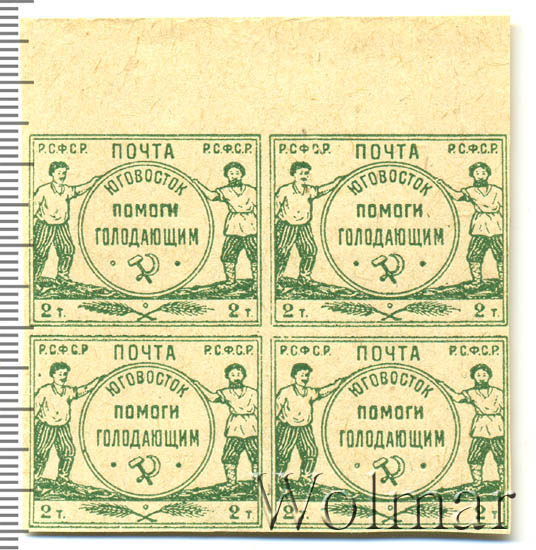 Р.С.Ф.С.Р. ПОЧТА Р.С.Ф.С.Р.
ЮГОВОСТОК
ПОМОГИ
ГОЛОДАЮЩИМ
2 т. 2 т.
Р.С.Ф.С.Р. ПОЧТА Р.С.Ф.С.Р.
ЮГОВОСТОК
ПОМОГИ
ГОЛОДАЮЩИМ
2 т. 2 т.
Р.С.Ф.С.Р ПОЧТА Р.С.Ф.С.Р.
ЮГОВОСТОК
ПОМОГИ
ГОЛОДАЮЩИМ
2 т. 2 т.
Р.С.Ф.С.Р. ПОЧТА Р.С.Ф.С.Р.
ЮГОВОСТОК
ПОМОГИ
ГОЛОДАЮЩИМ
2 т. 2 т.
Wolmar